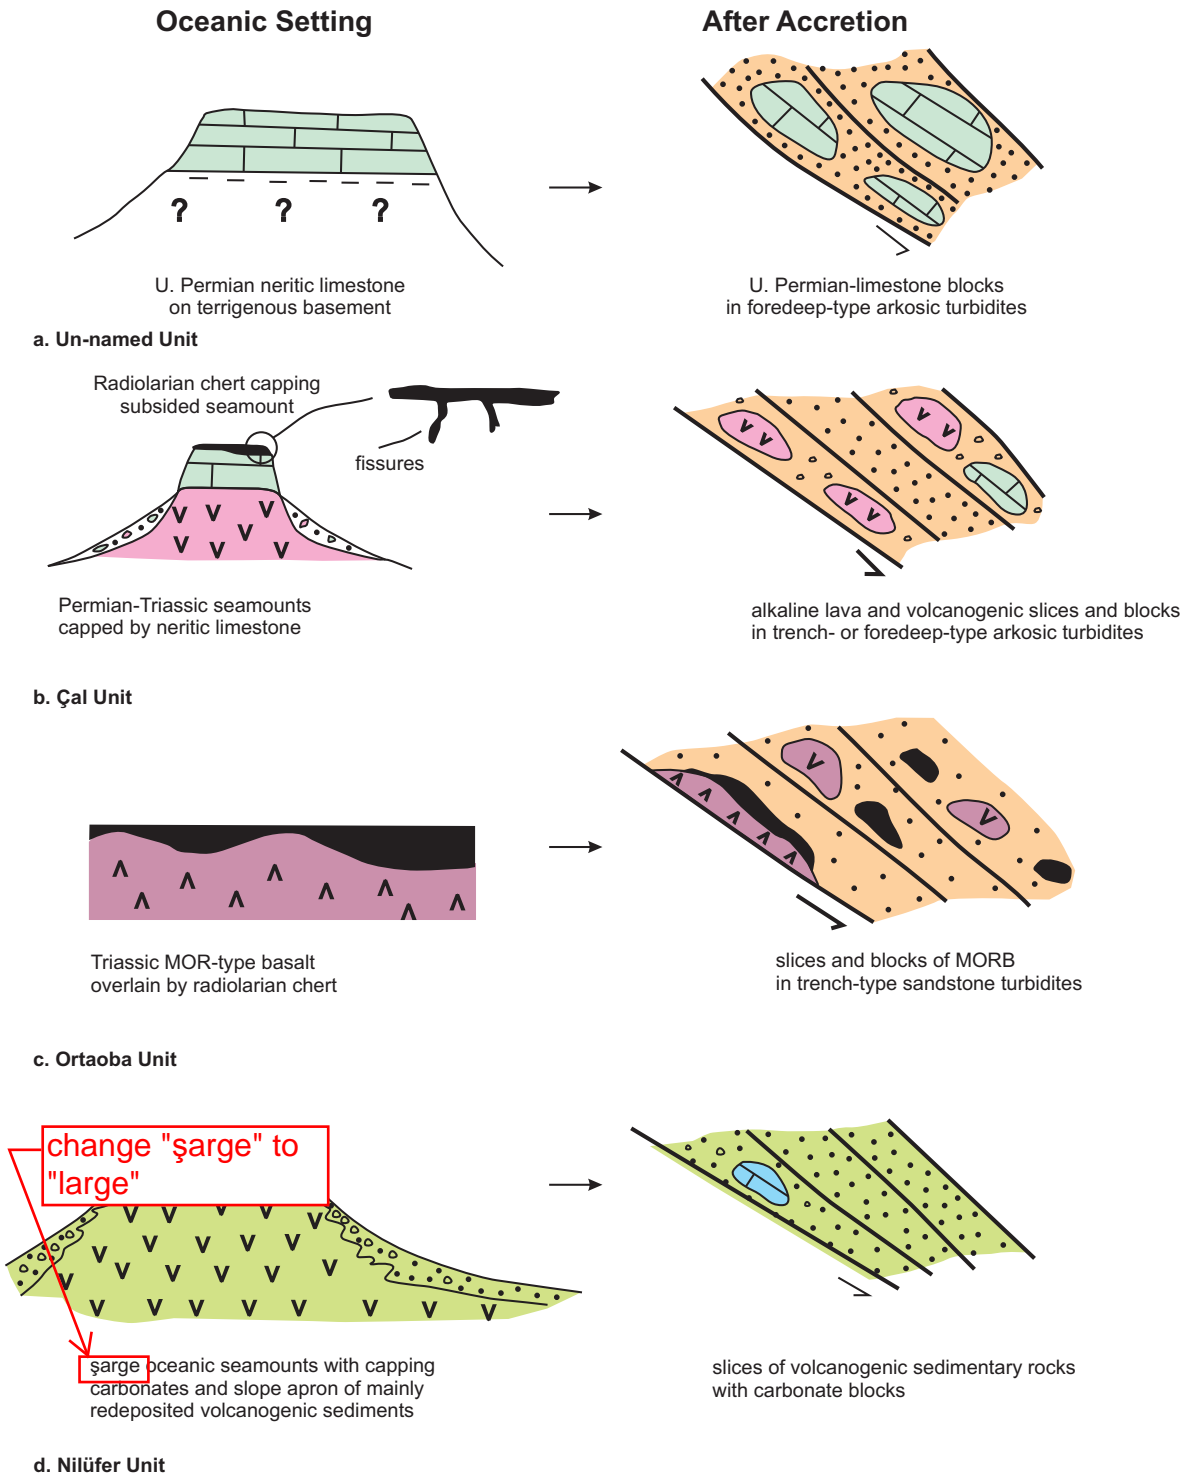 Oceanic Setting
After Accretion
? ? ?
U. Permian neritic limestone
on terrigenous basement
U. Permian-limestone blocks
in foredeep-type arkosic turbidites
a. Un-named Unit
Radiolarian chert capping
subsided seamount
fissures
Permian-Triassic seamounts
capped by neritic limestone
alkaline lava and volcanogenic slices and blocks
in trench- or foredeep-type arkosic turbidites
b. Çal Unit
Triassic MOR-type basalt
overlain by radiolarian chert
slices and blocks of MORB
in trench-type sandstone turbidites
c. Ortaoba Unit
change "şarge" to
"large"
şarge oceanic seamounts with capping
carbonates and slope apron of mainly
redeposited volcanogenic sediments
slices of volcanogenic sedimentary rocks
with carbonate blocks
d. Nilüfer Unit